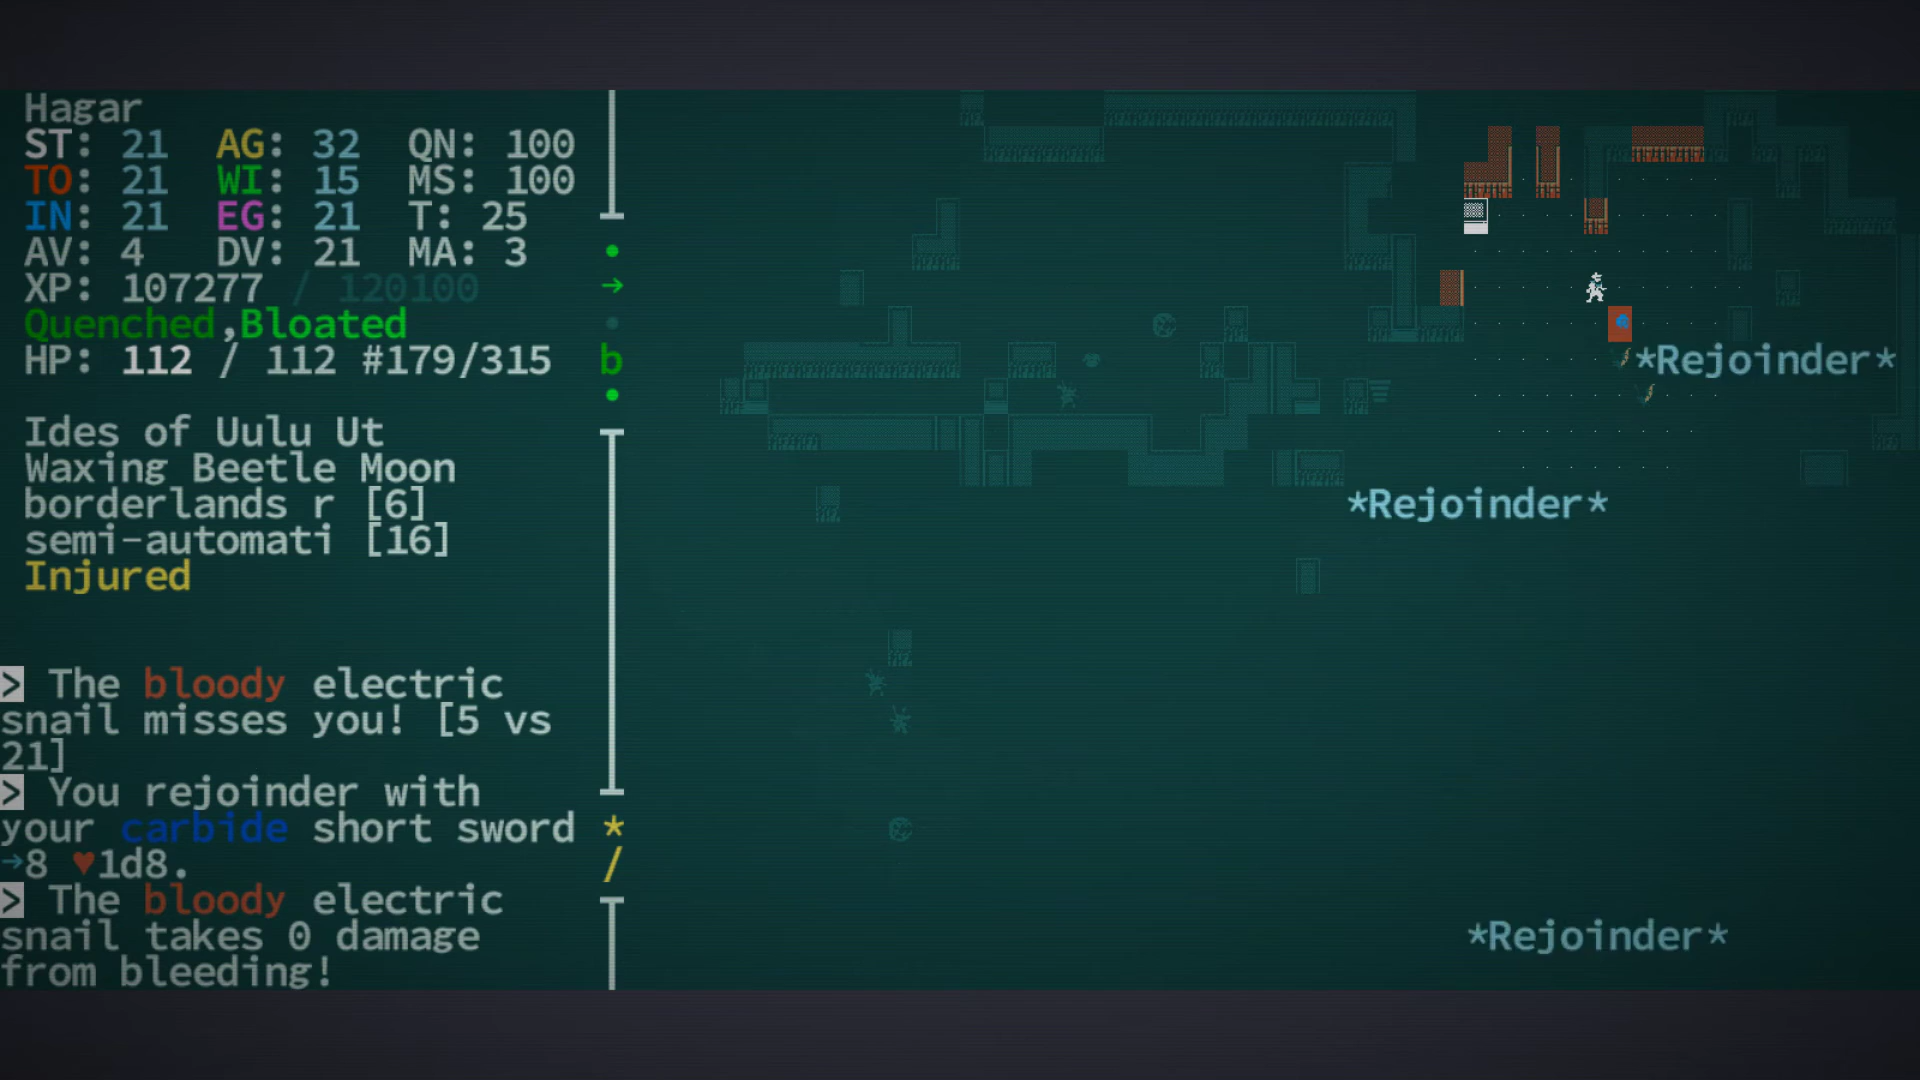 Hagar
ST: 21 AG: 32 QN: 100
TO: 21 WI: 15 MS: 100
IN: 21 EG: 21 T: 25
AV: 4 DV: 21 MA: 3
XP: 107277 / 120100
Quenched,Bloated
HP: 112 / 112 #179/315
b
Ides of Uulu Ut
Waxing Beetle Moon
borderlands r [6]
semi-automati [16]
Injured
> The bloody electric
snail misses you! [5 vs
21]
> You rejoinder with
your carbide short sword
→8 ♥1d8.
> The bloody electric
snail takes 0 damage
from bleeding!
*
/
*Rejoinder*
*Rejoinder*
*Rejoinder*